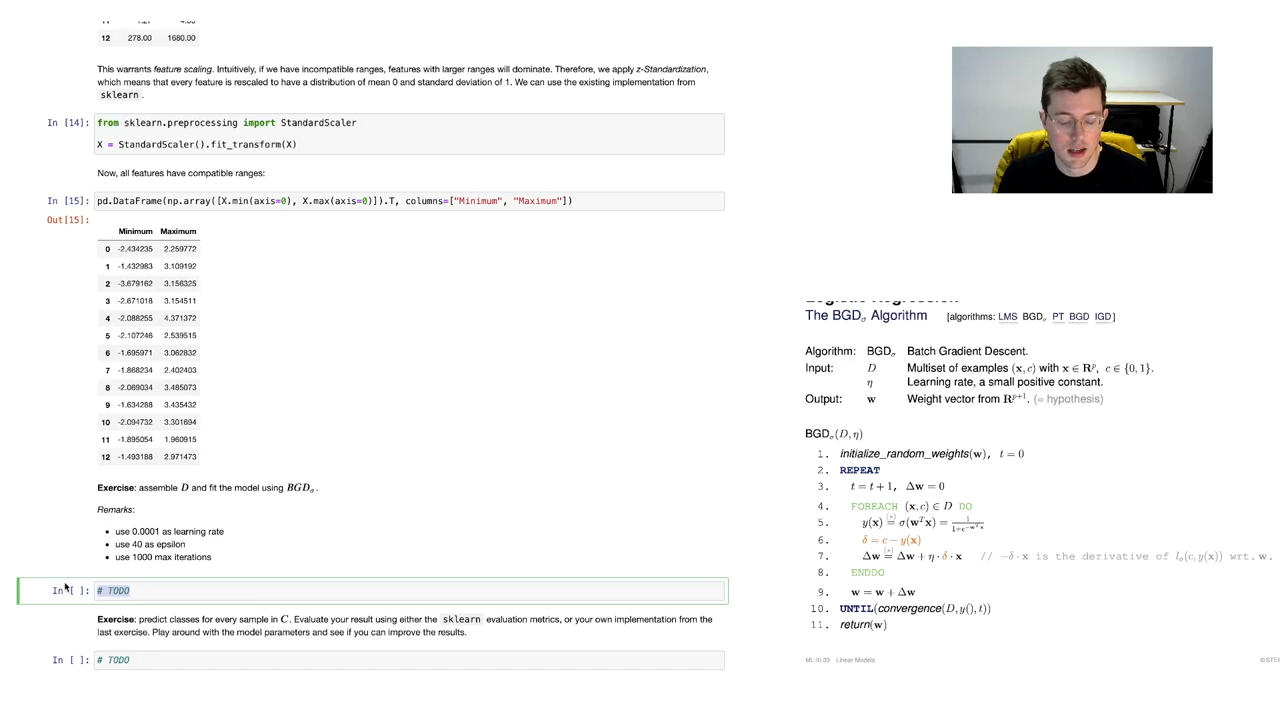 12 278.00 1680.00
This warrants feature scaling. Intuitively, if we have incompatible ranges, features with larger ranges will dominate. Therefore, we apply z-Standardization,
which means that every feature is rescaled to have a distribution of mean 0 and standard deviation of 1. We can use the existing implementation from
sklearn .
In [14]: from sklearn.preprocessing import StandardScaler
X = StandardScaler().fit_transform(X)
Now, all features have compatible ranges:
In [15]: pd.DataFrame(np.array([X.min(axis=0), X.max(axis=0)]).T, columns=["Minimum", "Maximum"])
Out[15]:
Minimum Maximum
0 -2.434235 2.259772
1 -1.432983 3.109192
2 -3.679162 3.156325
3 -2.671018 3.154511
4 -2.088255 4.371372
5 -2.107246 2.539515
6 -1.695971 3.062832
7 -1.868234 2.402403
8 -2.069034 3.485073
9 -1.634288 3.435432
10 -2.094732 3.301694
11 -1.895054 1.960915
12 -1.493188 2.971473
Exercise: assemble D and fit the model using BGDσ.
Remarks:
• use 0.0001 as learning rate
• use 40 as epsilon
• use 1000 max iterations
In [ ]: # TODO
Exercise: predict classes for every sample in C. Evaluate your result using either the sklearn evaluation metrics, or your own implementation from the
last exercise. Play around with the model parameters and see if you can improve the results.
In [ ]: # TODO
The BGDσ Algorithm [algorithms: LMS BGDσ PT BGD IGD]
Algorithm: BGDσ Batch Gradient Descent.
Input: D Multiset of examples (x, c) with x ∈ R^p, c ∈ {0, 1}.
η Learning rate, a small positive constant.
Output: w Weight vector from R^{p+1}. (= hypothesis)
BGDσ(D, η)
1. initialize_random_weights(w), t = 0
2. REPEAT
3. t = t + 1, Δw = 0
4. FOREACH (x, c) ∈ D DO
5. y(x) (*)= σ(w^T x) = 1/(1+e^{-w^T x})
6. δ = c − y(x)
7. Δw (*)= Δw + η · δ · x // −δ · x is the derivative of lσ(c, y(x)) wrt. w.
8. ENDDO
9. w = w + Δw
10. UNTIL(convergence(D, y(), t))
11. return(w)
ML:III-33 Linear Models